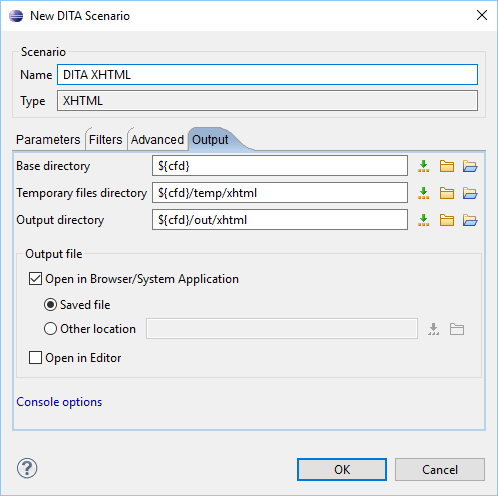 New DITA Scenario
Scenario
Name DITA XHTML
Type XHTML
Parameters Filters Advanced Output
Base directory ${cfd}
Temporary files directory ${cfd}/temp/xhtml
Output directory ${cfd}/out/xhtml
Output file
Open in Browser/System Application
Saved file
Other location
Open in Editor
Console options
? OK Cancel